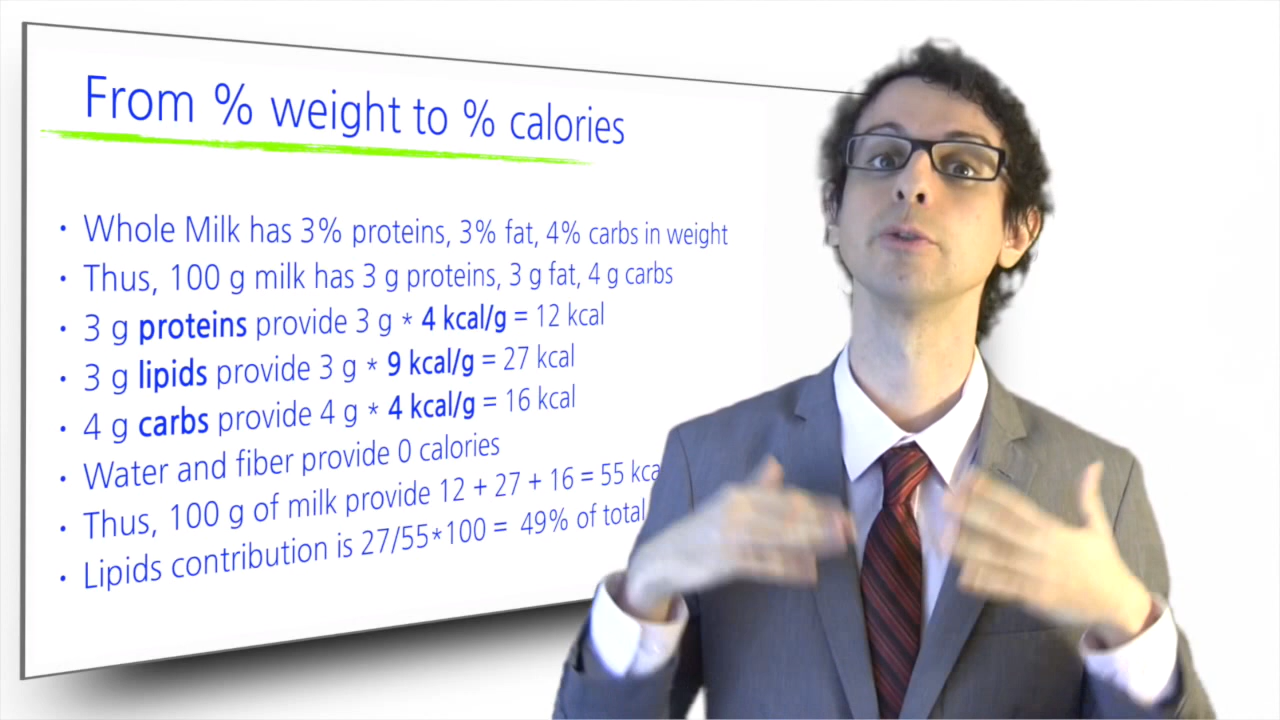 From % weight to % calories
• Whole Milk has 3% proteins, 3% fat, 4% carbs in weight
• Thus, 100 g milk has 3 g proteins, 3 g fat, 4 g carbs
• 3 g proteins provide 3 g * 4 kcal/g = 12 kcal
• 3 g lipids provide 3 g * 9 kcal/g = 27 kcal
• 4 g carbs provide 4 g * 4 kcal/g = 16 kcal
• Water and fiber provide 0 calories
• Thus, 100 g of milk provide 12 + 27 + 16 = 55
• Lipids contribution is 27/55*100 = 49% of total